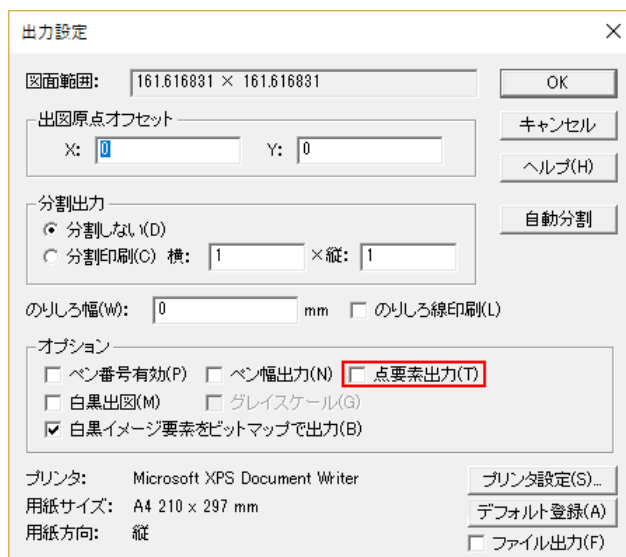 出力設定
図面範囲: 161.616831 × 161.616831
OK
出図原点オフセット
キャンセル
X: 0 Y: 0
ヘルプ(H)
分割出力
自動分割
分割しない(D)
分割印刷(C) 横: 1 ×縦: 1
のりしろ幅(W): 0 mm のりしろ線印刷(L)
オプション
ペン番号有効(P) ペン幅出力(N) 点要素出力(T)
白黒出図(M) グレイスケール(G)
白黒イメージ要素をビットマップで出力(B)
プリンタ: Microsoft XPS Document Writer
プリンタ設定(S)...
用紙サイズ: A4 210 x 297 mm
デフォルト登録(A)
用紙方向: 縦
ファイル出力(F)